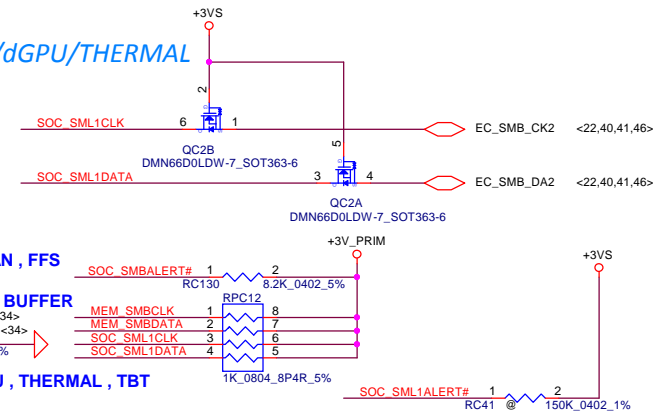 +3VS
/dGPU/THERMAL
2
SOC_SML1CLK 6 1 EC_SMB_CK2 <22,40,41,46>
QC2B
DMN66D0LDW-7_SOT363-6
5
SOC_SML1DATA 3 4 EC_SMB_DA2 <22,40,41,46>
QC2A
DMN66D0LDW-7_SOT363-6
+3V_PRIM
+3VS
AN , FFS
SOC_SMBALERT# 1 2
RC130 8.2K_0402_5%
BUFFER
RPC12
34>
MEM_SMBCLK 1 8
<34>
MEM_SMBDATA 2 7
SOC_SML1CLK 3 6
%
SOC_SML1DATA 4 5
1K_0804_8P4R_5%
U , THERMAL , TBT
SOC_SML1ALERT# 1 2
RC41 @ 150K_0402_1%